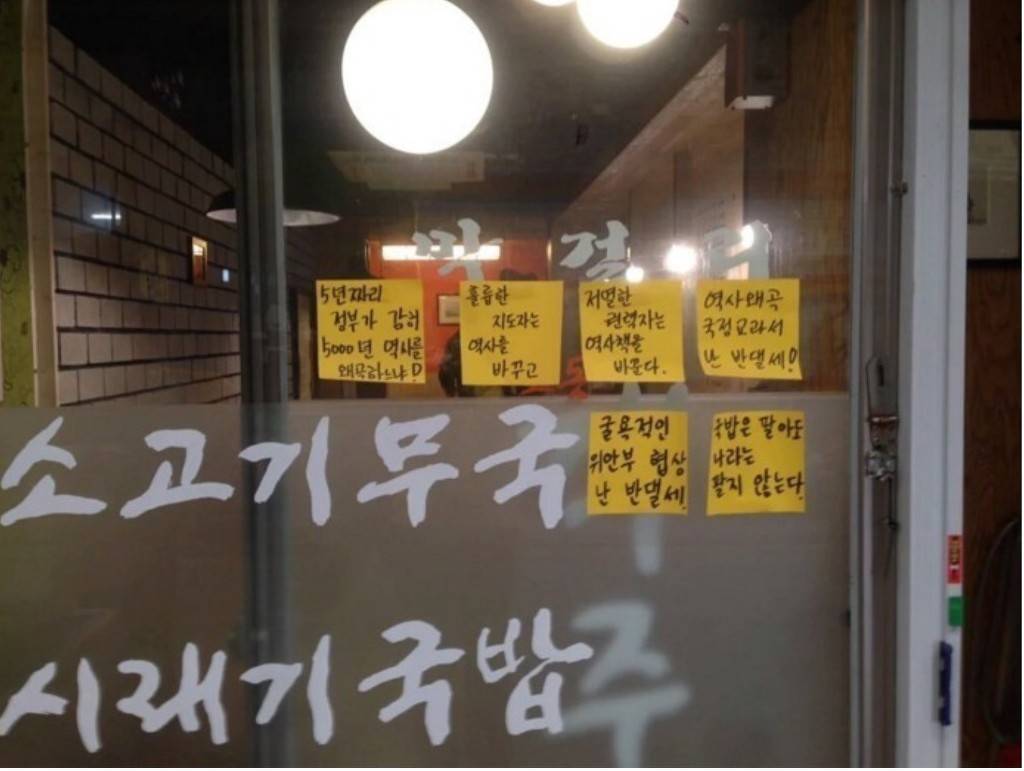 막걸리
5년짜리
정부가 감히
5000년 역사를
왜곡하느냐!
훌륭한
지도자는
역사를
바꾸고
저열한
권력자는
역사책을
바꾼다.
역사왜곡
국정교과서
난 반댈세!
굴욕적인
위안부 협상
난 반댈세!
국밥은 팔아도
나라는
팔지 않는다.
소고기무국
시래기국밥
주